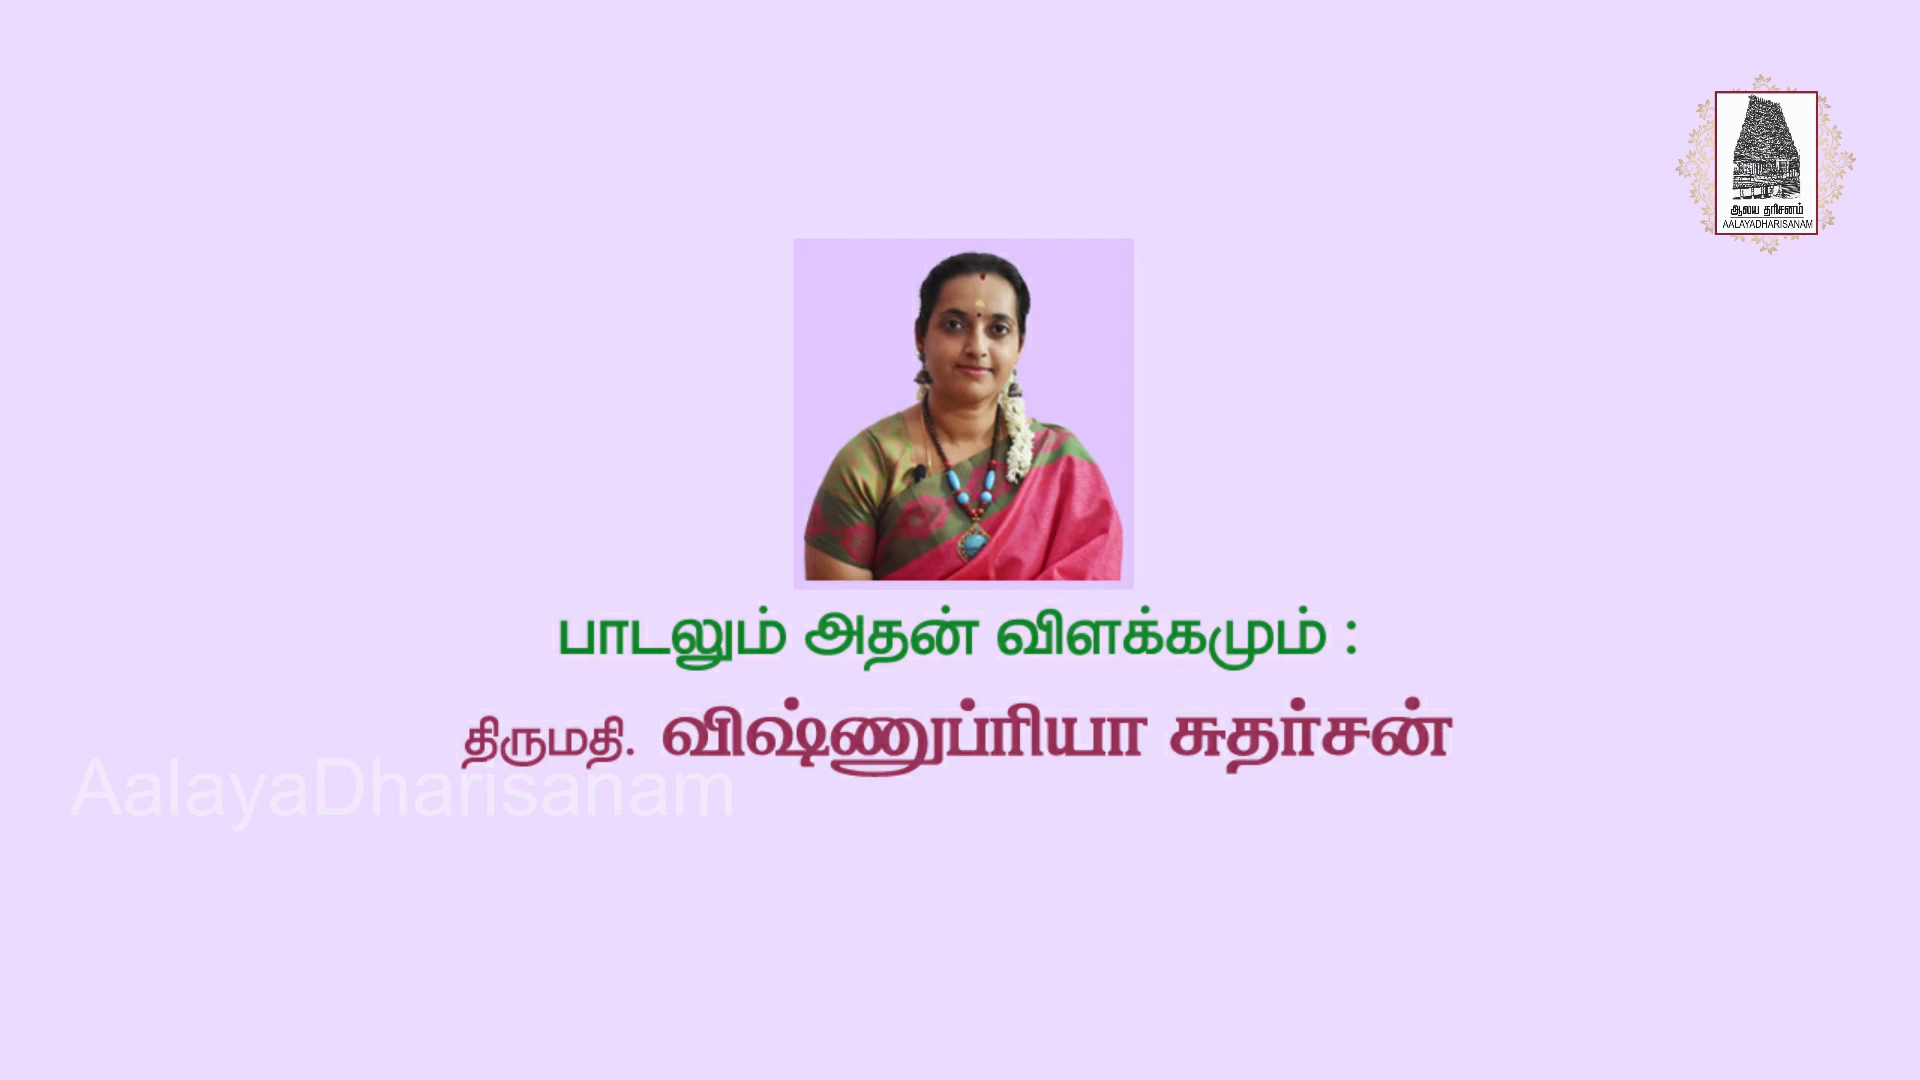 ஆலய தரிசனம்
AALAYADHARISANAM
பாடலும் அதன் விளக்கமும் :
திருமதி. விஷ்ணுப்ரியா சுதர்சன்
AalayaDharisanam